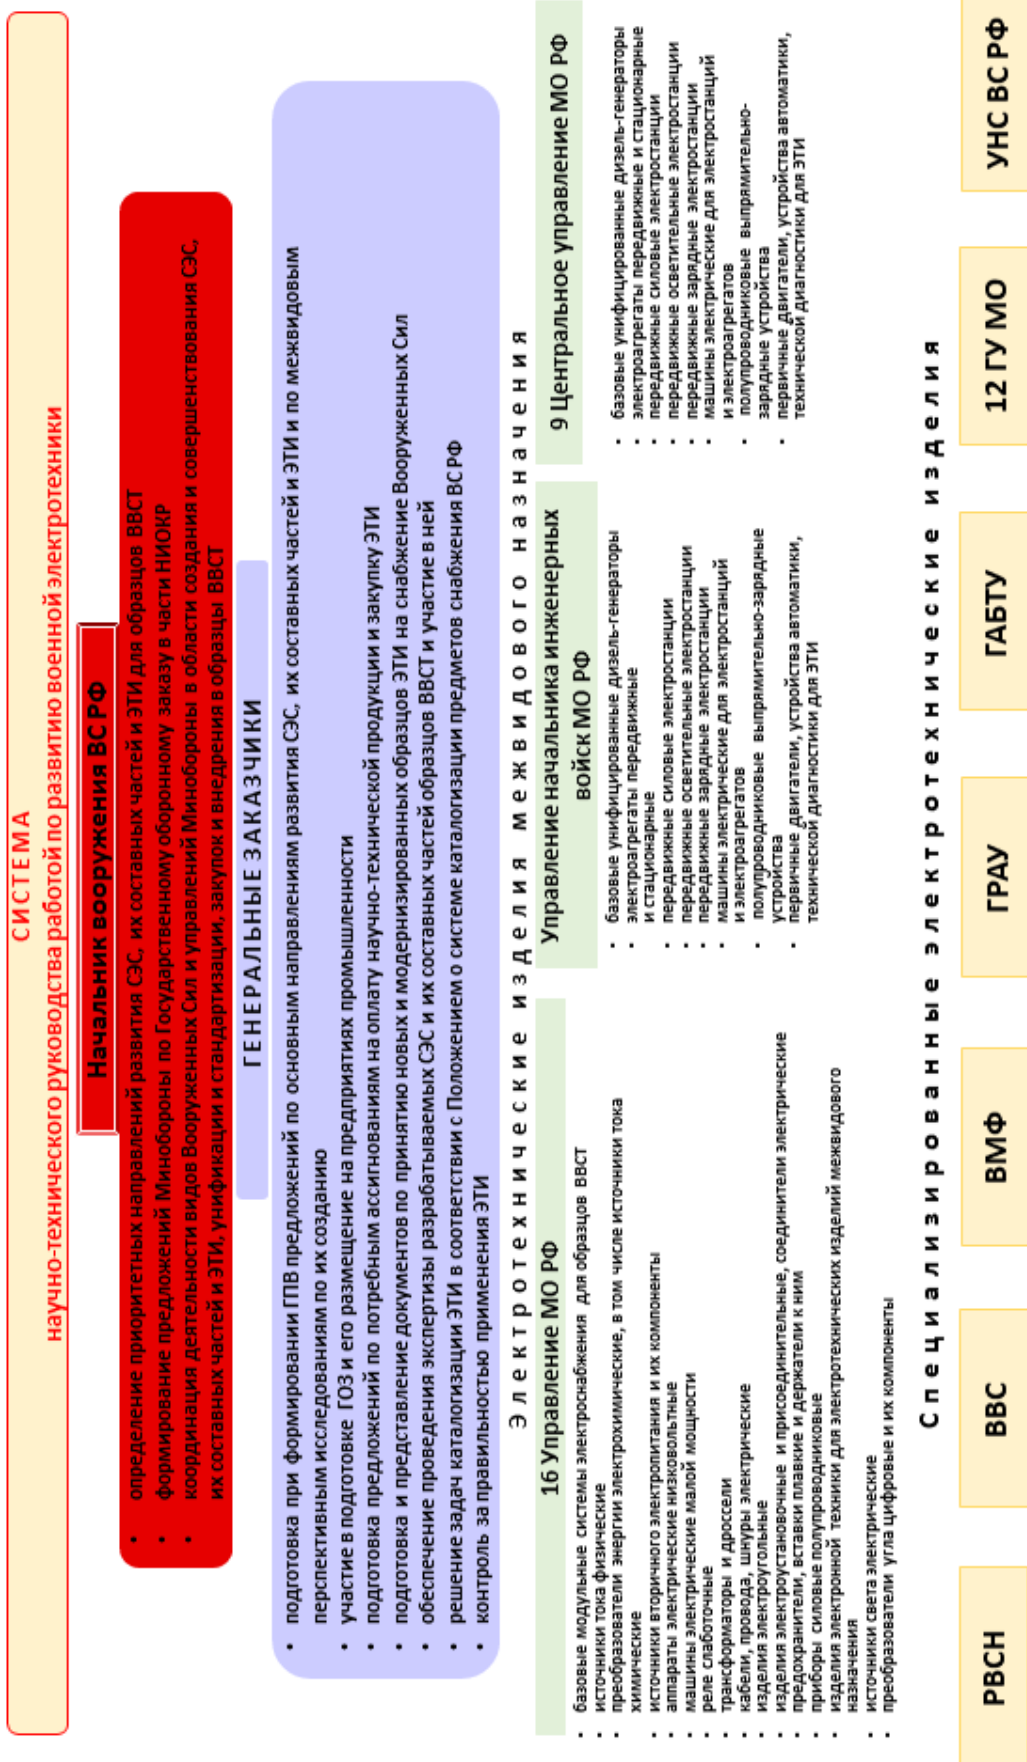 СИСТЕМА
научно-технического руководства работой по развитию военной электротехники
Начальник вооружения ВС РФ
• определение приоритетных направлений развития СЭС, их составных частей и ЭТИ для образцов ВВСТ
• формирование предложений Минобороны по Государственному оборонному заказу в части НИОКР
• координация деятельности видов Вооруженных Сил и управлений Минобороны в области создания и совершенствования СЭС,
их составных частей и ЭТИ, унификации и стандартизации, закупок и внедрения в образцы ВВСТ
ГЕНЕРАЛЬНЫЕ ЗАКАЗЧИКИ
• подготовка при формировании ГПВ предложений по основным направлениям развития СЭС, их составных частей и ЭТИ и по межвидовым
перспективным исследованиям по их созданию
• участие в подготовке ГОЗ и его размещение на предприятиях промышленности
• подготовка предложений по потребным ассигнованиям на оплату научно-технической продукции и закупку ЭТИ
• подготовка и представление документов по принятию новых и модернизированных образцов ЭТИ на снабжение Вооруженных Сил
• обеспечение проведения экспертизы разрабатываемых СЭС и их составных частей образцов ВВСТ и участие в ней
• решение задач каталогизации ЭТИ в соответствии с Положением о системе каталогизации предметов снабжения ВС РФ
• контроль за правильностью применения ЭТИ
Электротехнические изделия межвидового назначения
16 Управление МО РФ
• базовые модульные системы электроснабжения для образцов ВВСТ
• источники тока физические
• преобразователи энергии электрохимические, в том числе источники тока
химические
• источники вторичного электропитания и их компоненты
• аппараты электрические низковольтные
• машины электрические малой мощности
• реле слаботочные
• трансформаторы и дроссели
• кабели, провода, шнуры электрические
• изделия электроугольные
• изделия электроустановочные и присоединительные, соединители электрические
• предохранители, вставки плавкие и держатели к ним
• приборы силовые полупроводниковые
• изделия электронной техники для электротехнических изделий межвидового
назначения
• источники света электрические
• преобразователи угла цифровые и их компоненты
Управление начальника инженерных
войск МО РФ
• базовые унифицированные дизель-генераторы
• электроагрегаты передвижные
и стационарные
• передвижные силовые электростанции
• передвижные осветительные электростанции
• передвижные зарядные электростанции
• машины электрические для электростанций
и электроагрегатов
• полупроводниковые выпрямительно-зарядные
устройства
• первичные двигатели, устройства автоматики,
технической диагностики для ЭТИ
9 Центральное управление МО РФ
• базовые унифицированные дизель-генераторы
• электроагрегаты передвижные и стационарные
• передвижные силовые электростанции
• передвижные осветительные электростанции
• передвижные зарядные электростанции
• машины электрические для электростанций
и электроагрегатов
• полупроводниковые выпрямительно-
зарядные устройства
• первичные двигатели, устройства автоматики,
технической диагностики для ЭТИ
Специализированные электротехнические изделия
РВСН
ВВС
ВМФ
ГРАУ
ГАБТУ
12 ГУ МО
УНС ВС РФ